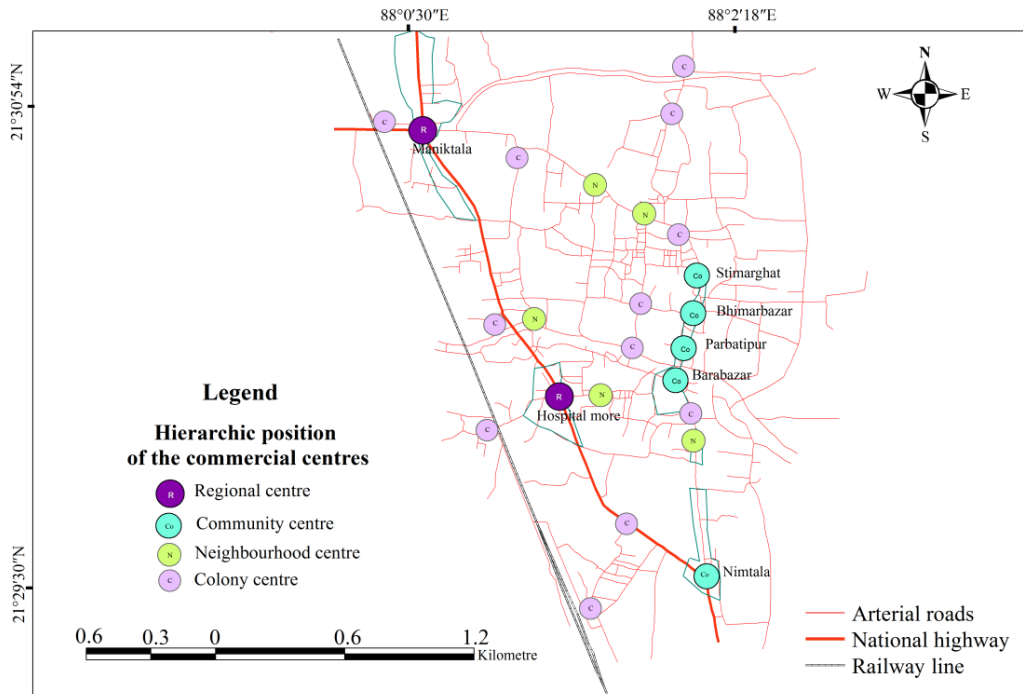 88°0′30″E
88°2′18″E
21°30′54″N
21°29′30″N
N
W
E
S
C
C
C
R
Maniktala
C
N
N
C
Co
Stimarghat
C
Co
Bhimarbazar
C
N
C
Co
Parbatipur
Co
Barabazar
R
Hospital more
N
C
C
N
C
Co
Nimtala
C
Legend
Hierarchic position
of the commercial centres
R Regional centre
Co Community centre
N Neighbourhood centre
C Colony centre
0.6 0.3 0 0.6 1.2
Kilometre
Arterial roads
National highway
Railway line